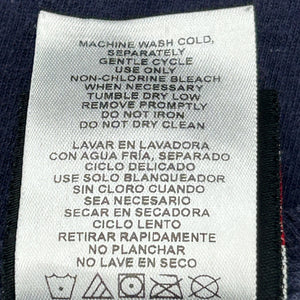 MACHINE WASH COLD,
SEPARATELY
GENTLE CYCLE
USE ONLY
NON-CHLORINE BLEACH
WHEN NECESSARY
TUMBLE DRY LOW
REMOVE PROMPTLY
DO NOT IRON
DO NOT DRY CLEAN
LAVAR EN LAVADORA
CON AGUA FRÍA, SEPARADO
CICLO DELICADO
USE SOLO BLANQUEADOR
SIN CLORO CUANDO
SEA NECESARIO
SECAR EN SECADORA
CICLO LENTO
RETIRAR RAPIDAMENTE
NO PLANCHAR
NO LAVE EN SECO